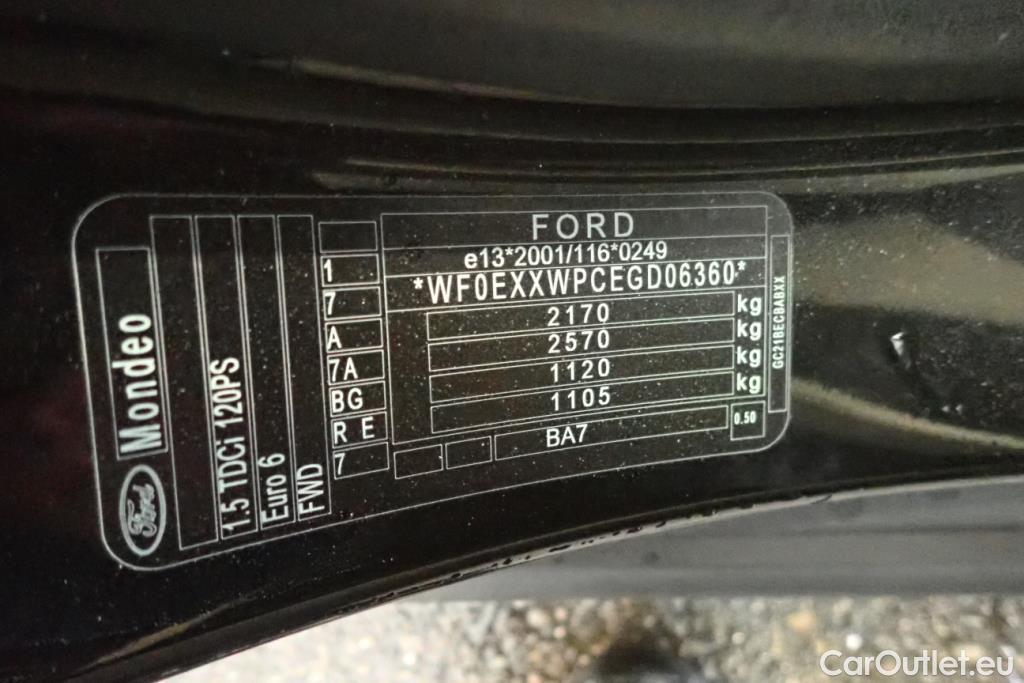 Ford
Mondeo
1.5 TDCi 120PS
Euro 6
FWD
1
7
A
7A
BG
R E
7
FORD
e13*2001/116*0249
*WF0EXXWPCEGD06360*
2170 kg
2570 kg
1120 kg
1105 kg
BA7
0.50
GC21BECBABXX
CarOutlet.eu